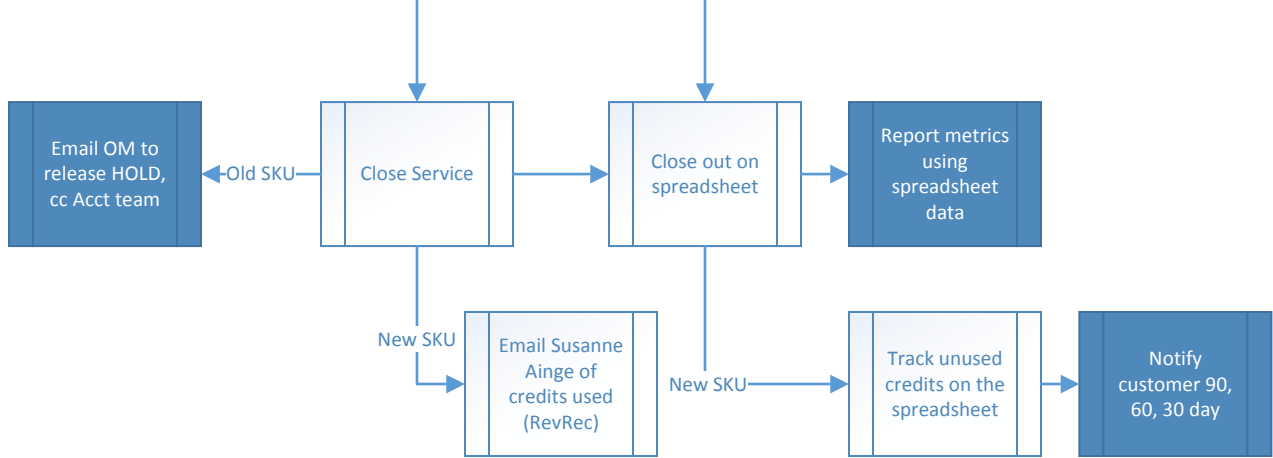 Email OM to
release HOLD,
cc Acct team
Old SKU
Close Service
Close out on
spreadsheet
Report metrics
using
spreadsheet
data
New SKU
Email Susanne
Ainge of
credits used
(RevRec)
New SKU
Track unused
credits on the
spreadsheet
Notify
customer 90,
60, 30 day